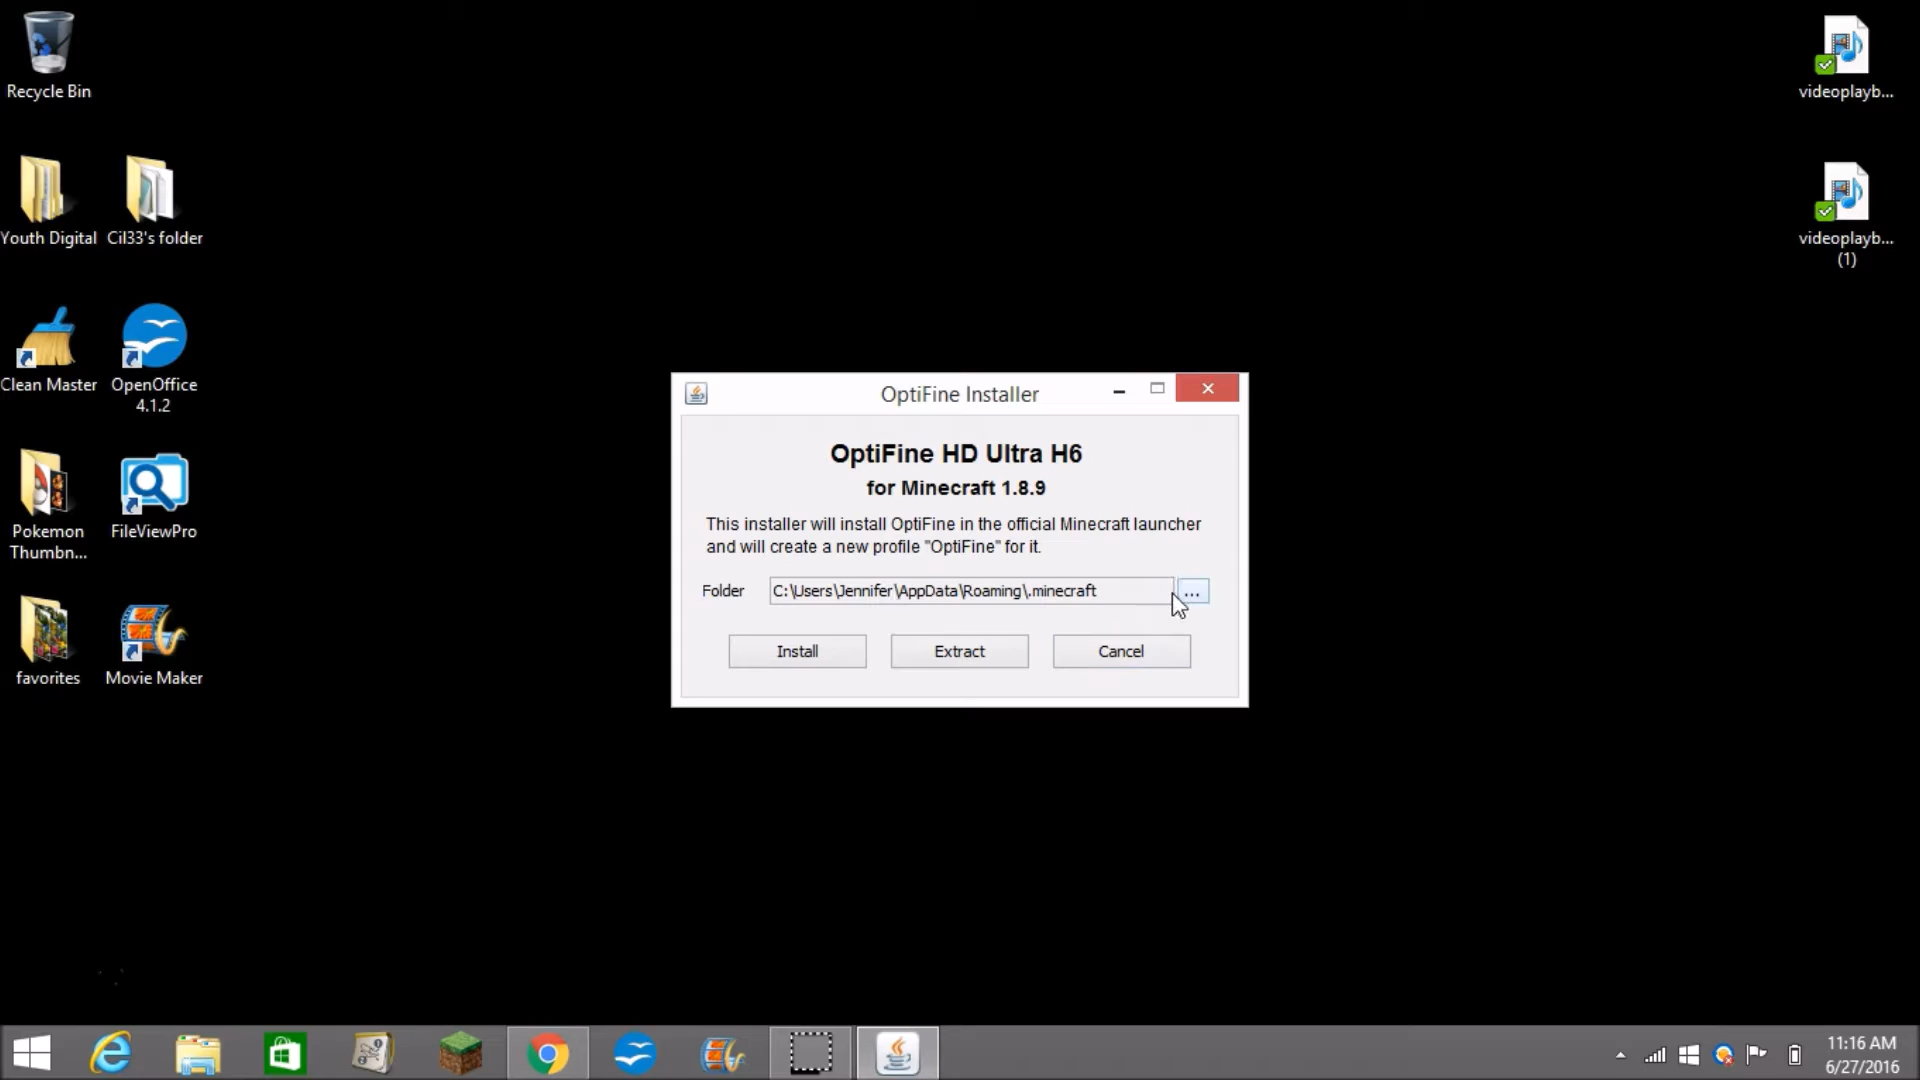 Recycle Bin
Youth Digital
Cil33's folder
Clean Master
OpenOffice
4.1.2
Pokemon
Thumbn...
FileViewPro
favorites
Movie Maker
videoplayb...
videoplayb...
(1)
OptiFine Installer
OptiFine HD Ultra H6
for Minecraft 1.8.9
This installer will install OptiFine in the official Minecraft launcher
and will create a new profile "OptiFine" for it.
Folder C:\Users\Jennifer\AppData\Roaming\.minecraft ...
Install Extract Cancel
11:16 AM
6/27/2016